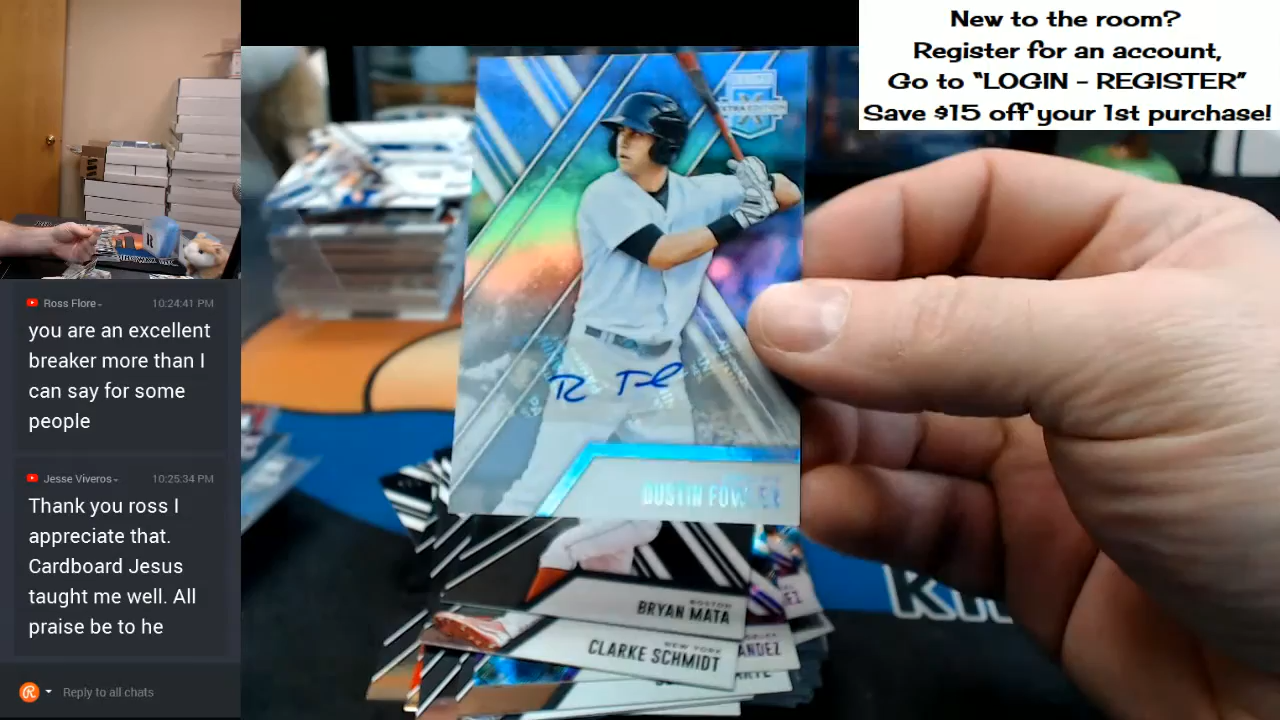 New to the room?
Register for an account,
Go to "LOGIN - REGISTER"
Save $15 off your 1st purchase!
Ross Flore
10:24:41 PM
you are an excellent
breaker more than I
can say for some
people
Jesse Viveros
10:25:34 PM
Thank you ross I
appreciate that.
Cardboard Jesus
taught me well. All
praise be to he
Reply to all chats
EXTRA EDITION
DUSTIN FOWLER
BOSTON
BRYAN MATA
NEW YORK
CLARKE SCHMIDT